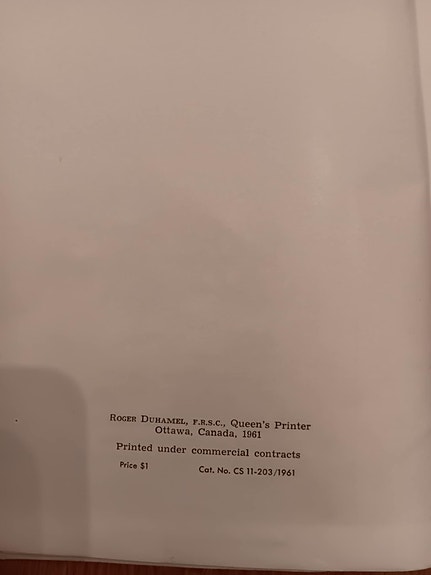 Roger Duhamel, F.R.S.C., Queen's Printer
Ottawa, Canada, 1961
Printed under commercial contracts
Price $1 Cat. No. CS 11-203/1961